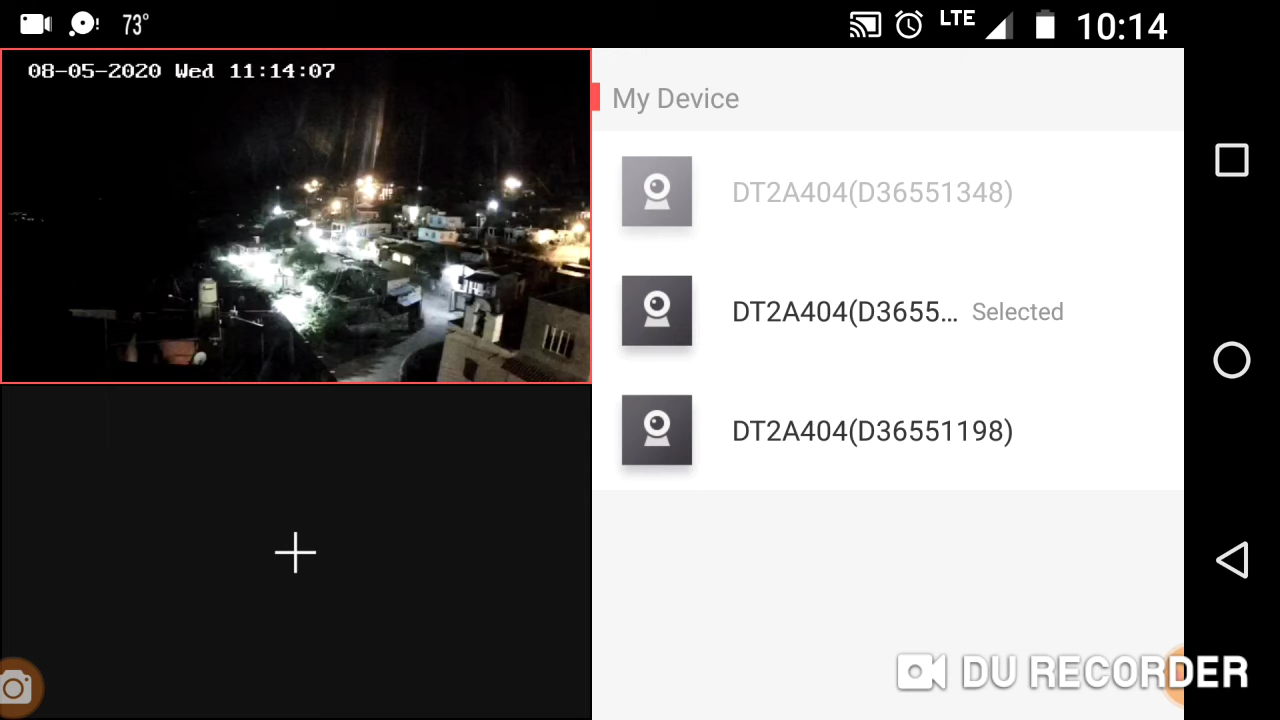 73°
LTE
10:14
08-05-2020 Wed 11:14:07
My Device
DT2A404(D36551348)
DT2A404(D3655... Selected
DT2A404(D36551198)
DU RECORDER